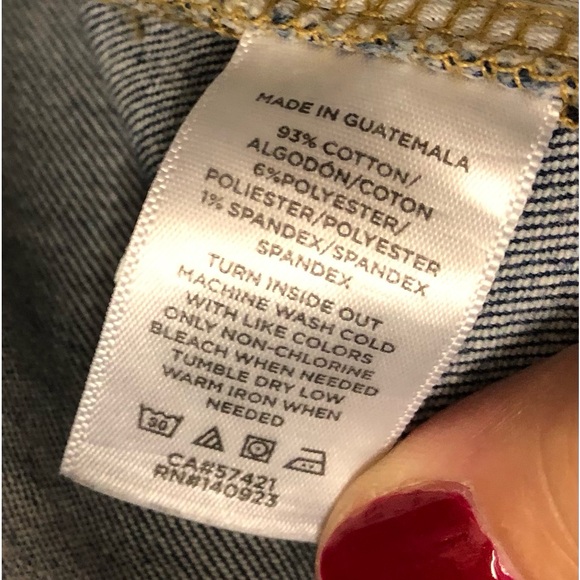 MADE IN GUATEMALA
93% COTTON/
ALGODÓN/COTON
6%POLYESTER/
POLIESTER/POLYESTER
1% SPANDEX/SPANDEX
SPANDEX
TURN INSIDE OUT
MACHINE WASH COLD
WITH LIKE COLORS
ONLY NON-CHLORINE
BLEACH WHEN NEEDED
TUMBLE DRY LOW
WARM IRON WHEN
NEEDED
30
CA#57421
RN#140923